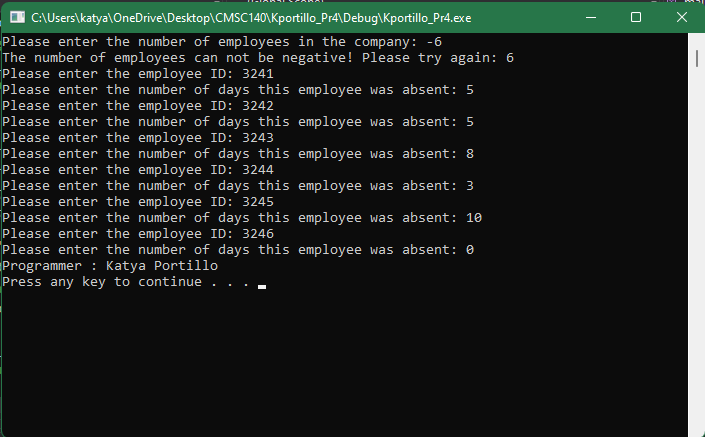 C:\Users\katya\OneDrive\Desktop\CMSC140\Kportillo_Pr4\Debug\Kportillo_Pr4.exe
Please enter the number of employees in the company: -6
The number of employees can not be negative! Please try again: 6
Please enter the employee ID: 3241
Please enter the number of days this employee was absent: 5
Please enter the employee ID: 3242
Please enter the number of days this employee was absent: 5
Please enter the employee ID: 3243
Please enter the number of days this employee was absent: 8
Please enter the employee ID: 3244
Please enter the number of days this employee was absent: 3
Please enter the employee ID: 3245
Please enter the number of days this employee was absent: 10
Please enter the employee ID: 3246
Please enter the number of days this employee was absent: 0
Programmer : Katya Portillo
Press any key to continue . . .